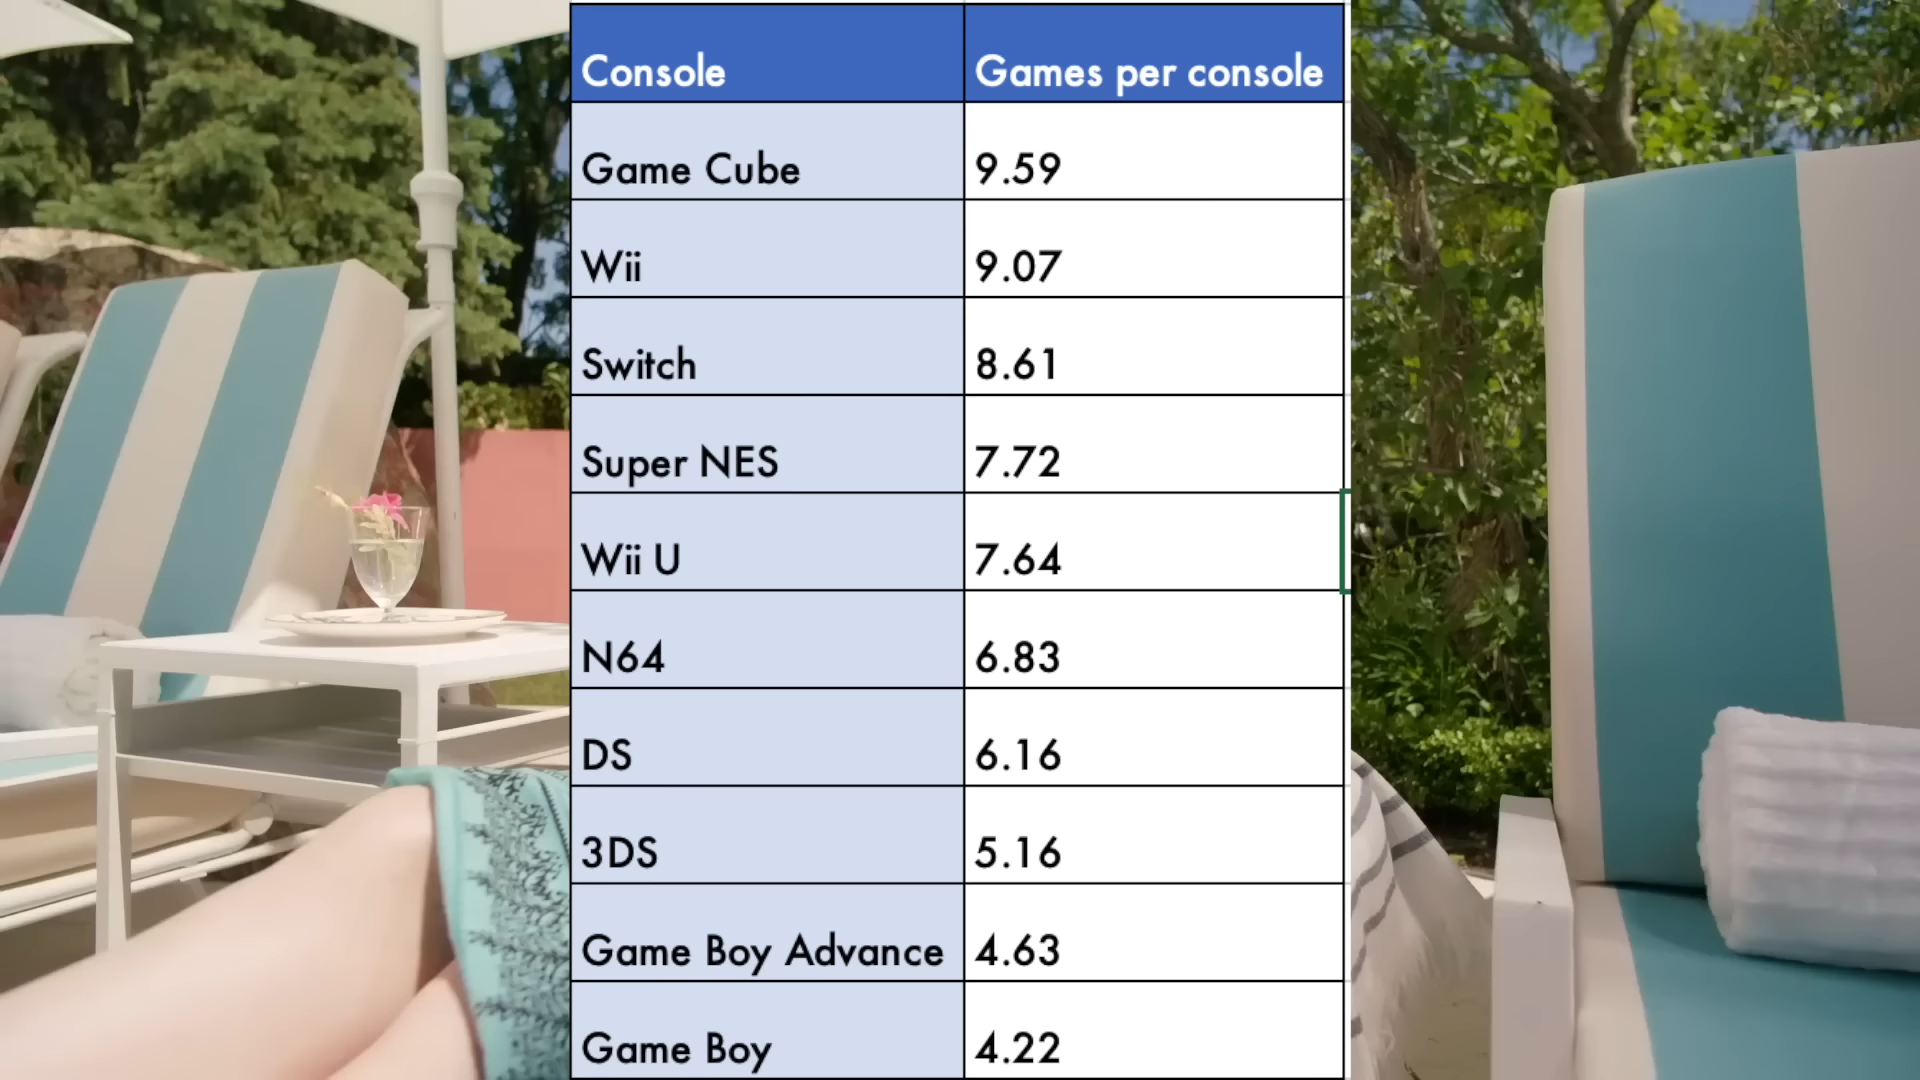 Console Games per console
Game Cube 9.59
Wii 9.07
Switch 8.61
Super NES 7.72
Wii U 7.64
N64 6.83
DS 6.16
3DS 5.16
Game Boy Advance 4.63
Game Boy 4.22